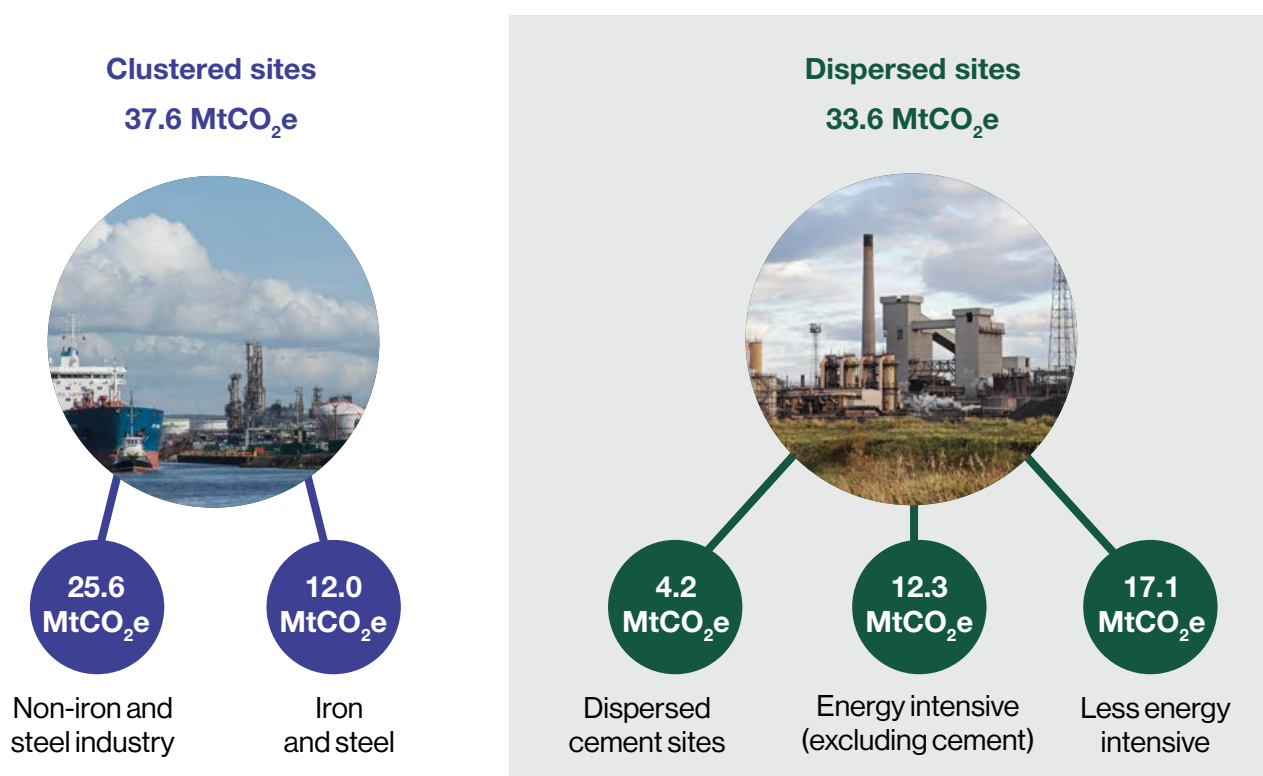 Clustered sites
37.6 MtCO₂e
25.6
MtCO₂e
Non-iron and
steel industry
12.0
MtCO₂e
Iron
and steel
Dispersed sites
33.6 MtCO₂e
4.2
MtCO₂e
Dispersed
cement sites
12.3
MtCO₂e
Energy intensive
(excluding cement)
17.1
MtCO₂e
Less energy
intensive